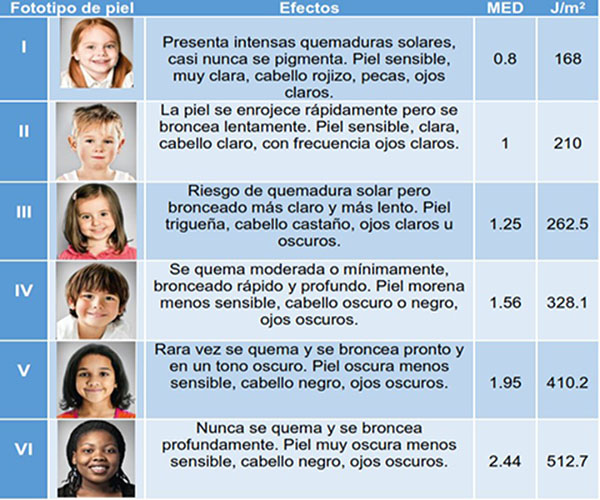 Fototipo de piel Efectos MED J/m²
I
Presenta intensas quemaduras solares,
casi nunca se pigmenta. Piel sensible,
muy clara, cabello rojizo, pecas, ojos
claros.
0.8 168
II
La piel se enrojece rápidamente pero se
broncea lentamente. Piel sensible, clara,
cabello claro, con frecuencia ojos claros.
1 210
III
Riesgo de quemadura solar pero
bronceado más claro y más lento. Piel
trigueña, cabello castaño, ojos claros u
oscuros.
1.25 262.5
IV
Se quema moderada o mínimamente,
bronceado rápido y profundo. Piel morena
menos sensible, cabello oscuro o negro,
ojos oscuros.
1.56 328.1
V
Rara vez se quema y se broncea pronto y
en un tono oscuro. Piel oscura menos
sensible, cabello negro, ojos oscuros.
1.95 410.2
VI
Nunca se quema y se broncea
profundamente. Piel muy oscura menos
sensible, cabello negro, ojos oscuros.
2.44 512.7